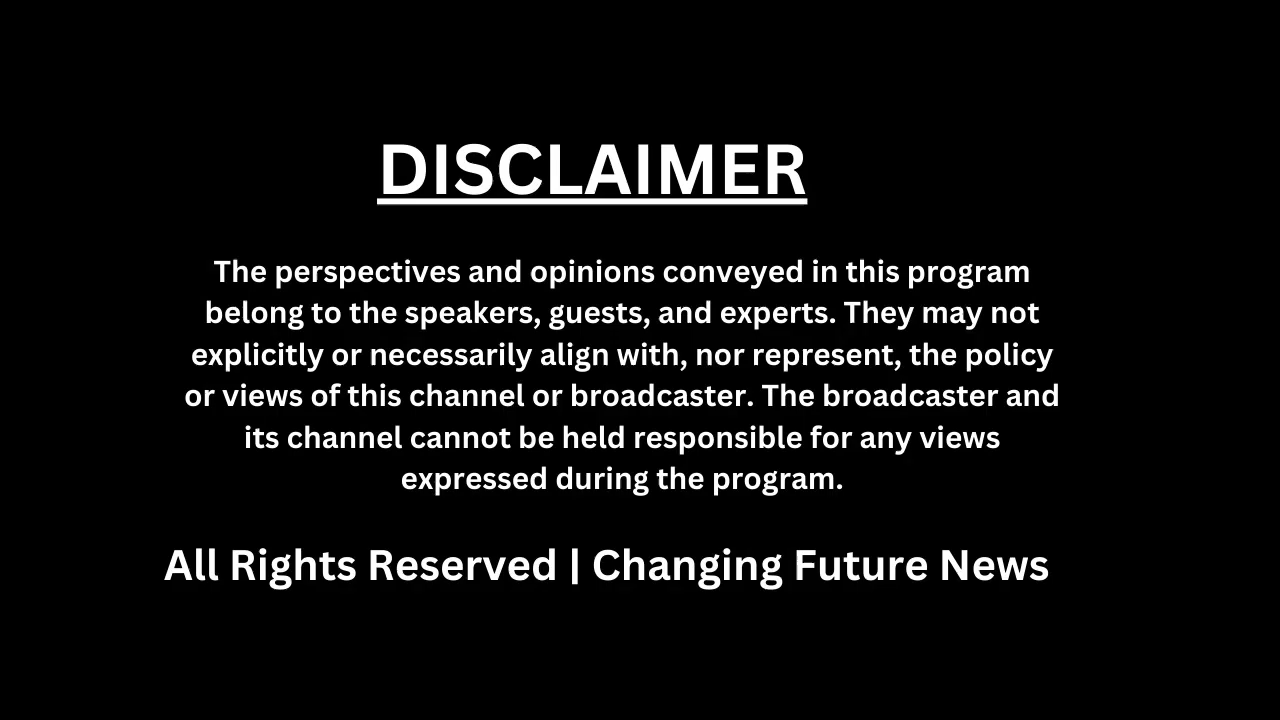 DISCLAIMER
The perspectives and opinions conveyed in this program
belong to the speakers, guests, and experts. They may not
explicitly or necessarily align with, nor represent, the policy
or views of this channel or broadcaster. The broadcaster and
its channel cannot be held responsible for any views
expressed during the program.
All Rights Reserved | Changing Future News